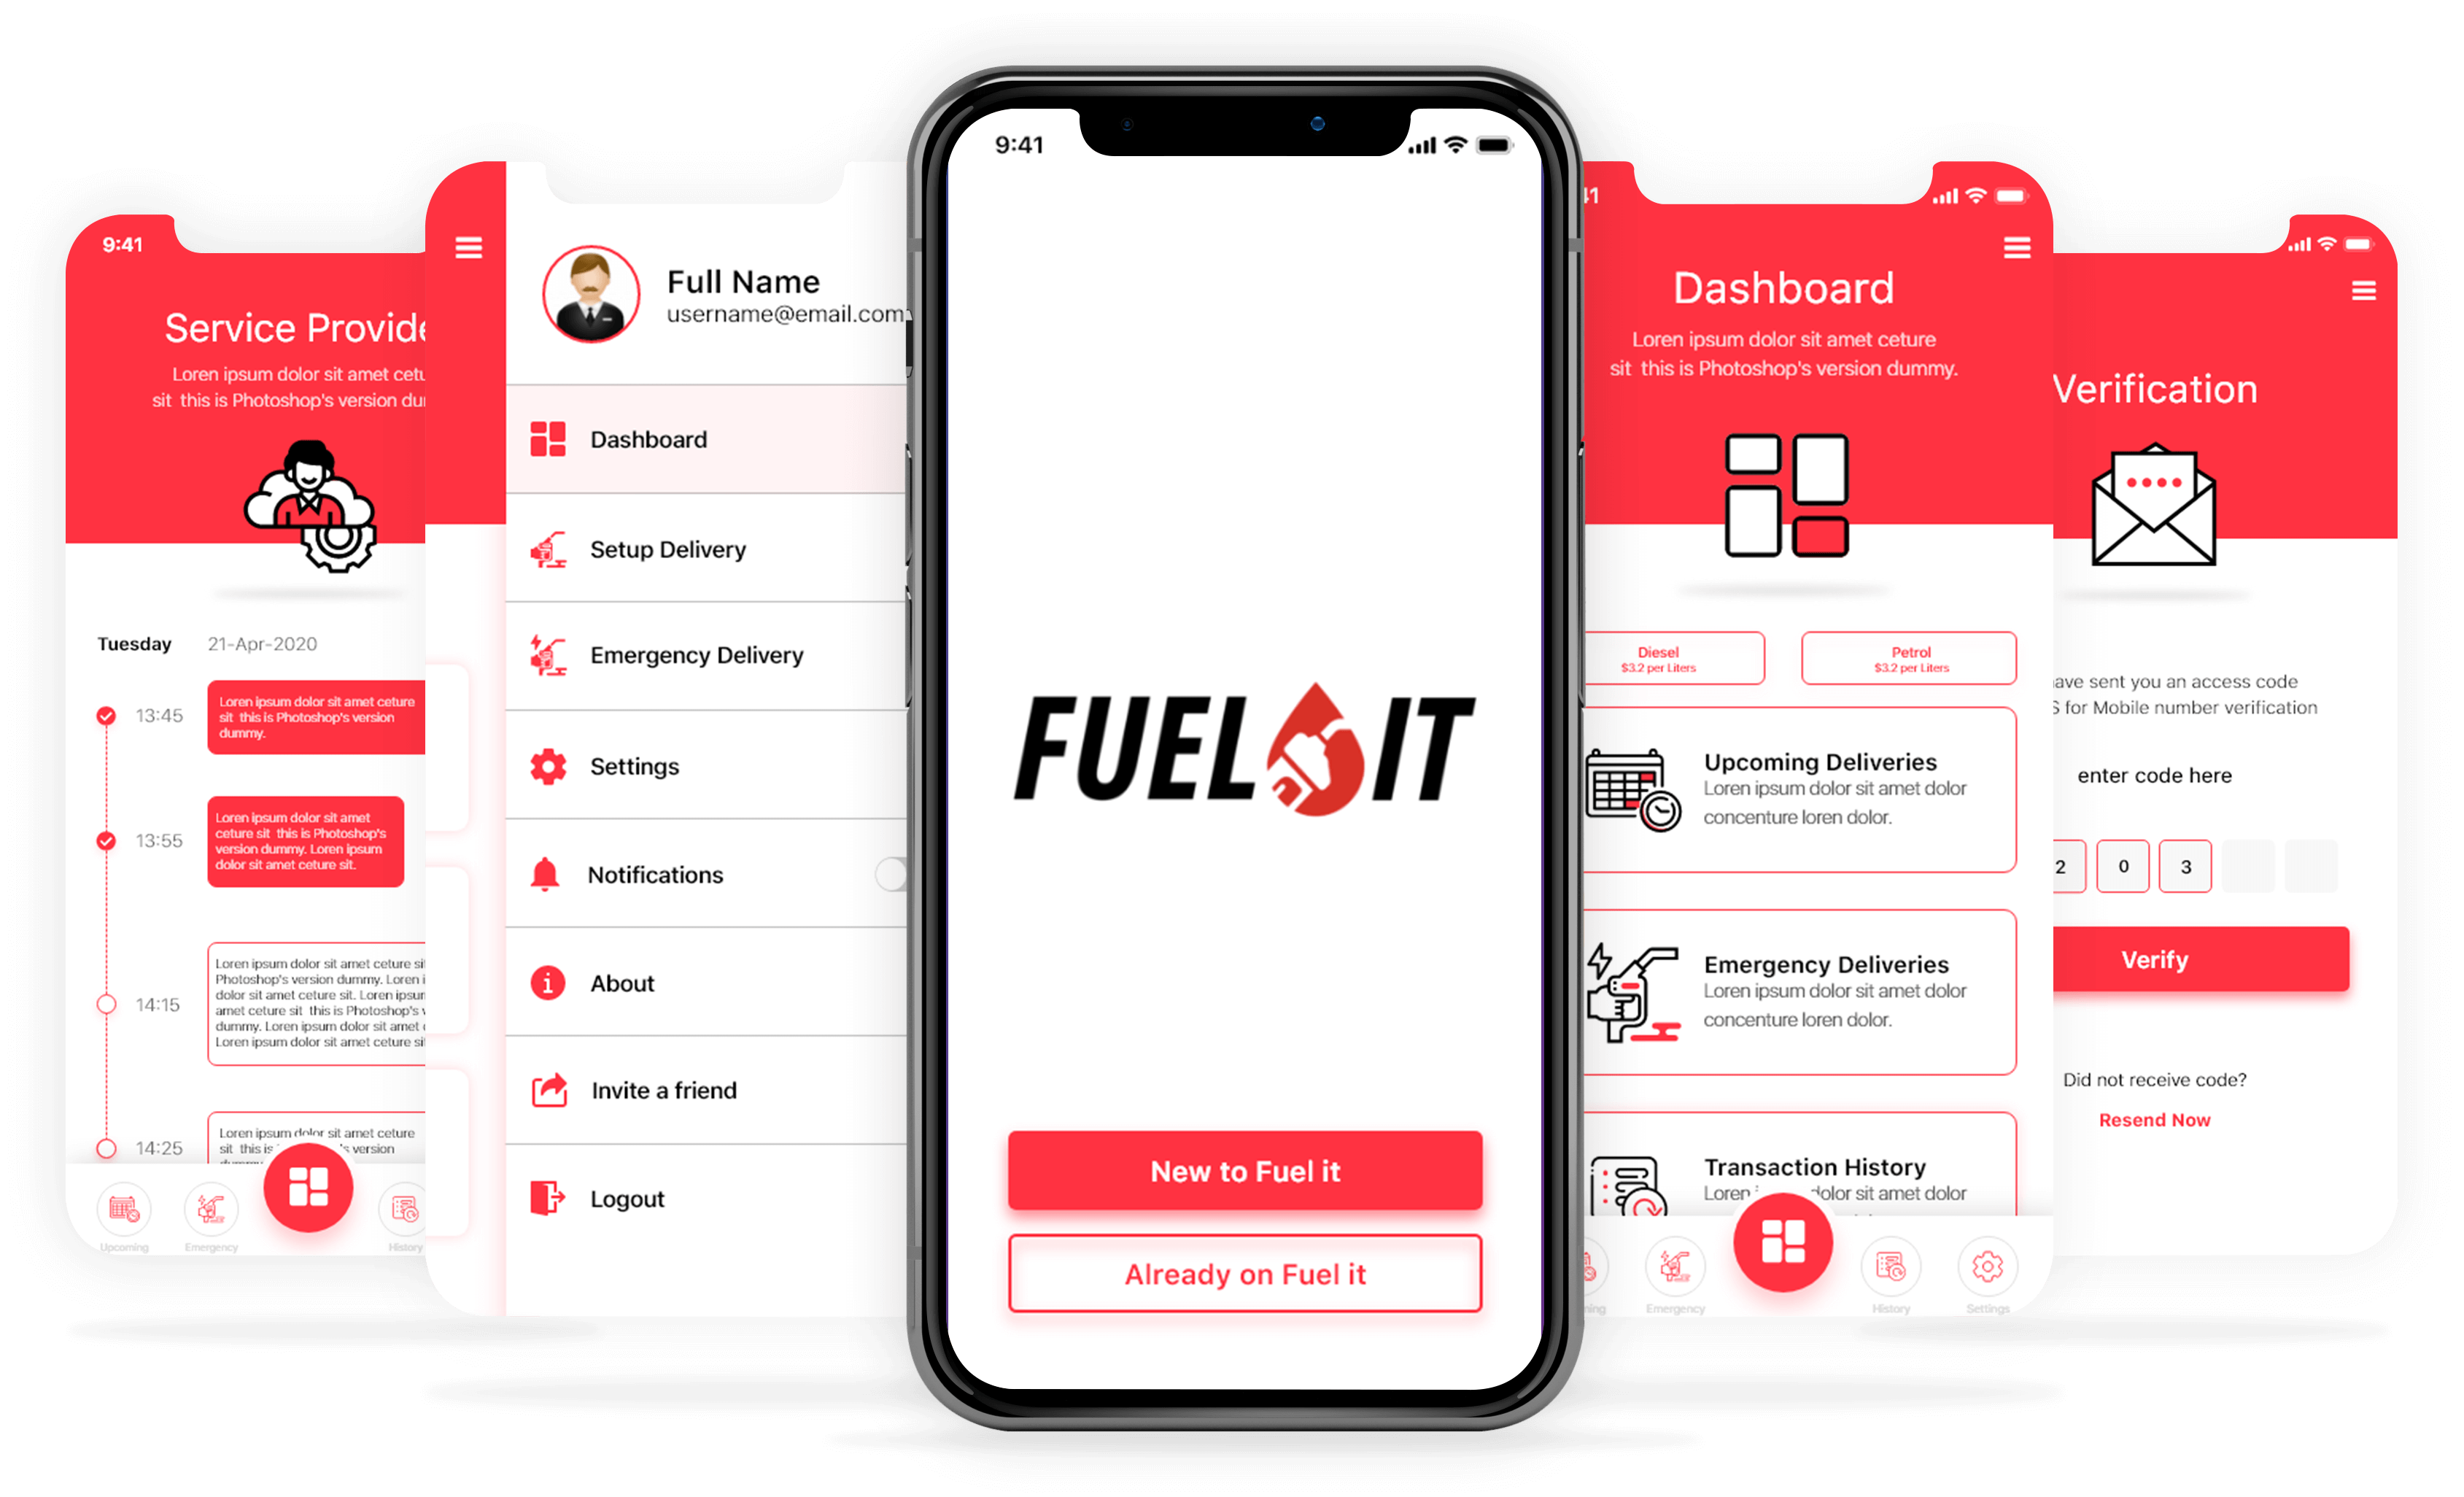 9:41
Service Provide
Loren ipsum dolor sit amet cetu
sit this is Photoshop's version du
Tuesday 21-Apr-2020
13:45
Loren ipsum dolor sit amet ceture
sit this is Photoshop's version
dummy.
13:55
Loren ipsum dolor sit amet
ceture sit this is Photoshop's
version dummy. Loren ipsum
dolor sit amet ceture sit.
14:15
Loren ipsum dolor sit amet ceture sit
Photoshop's version dummy. Loren i
dolor sit amet ceture sit. Loren ipsum
amet ceture sit this is Photoshop's v
dummy. Loren ipsum dolor sit amet
Loren ipsum dolor sit amet ceture sit
14:25
Loren ipsum dolor sit amet ceture
sit this is 's version
Upcoming
Emergency
History
Full Name
username@email.com
Dashboard
Setup Delivery
Emergency Delivery
Settings
Notifications
About
Invite a friend
Logout
9:41
FUEL IT
New to Fuel it
Already on Fuel it
41
Dashboard
Loren ipsum dolor sit amet ceture
sit this is Photoshop's version dummy.
Diesel
$3.2 per Liters
Petrol
$3.2 per Liters
Upcoming Deliveries
Loren ipsum dolor sit amet dolor
concenture loren dolor.
Emergency Deliveries
Loren ipsum dolor sit amet dolor
concenture loren dolor.
Transaction History
Loren dolor sit amet dolor
ning
Emergency
History
Settings
Verification
ave sent you an access code
S for Mobile number verification
enter code here
2 0 3
Verify
Did not receive code?
Resend Now